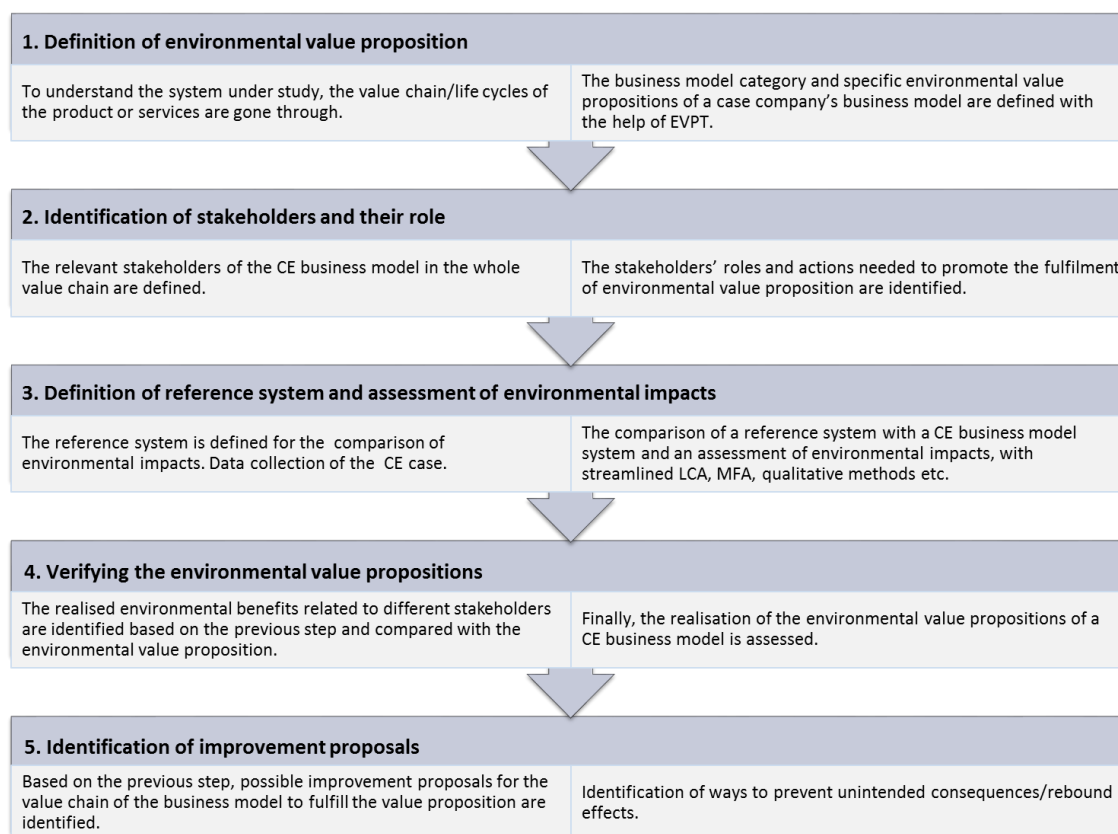 1. Definition of environmental value proposition
To understand the system under study, the value chain/life cycles of
the product or services are gone through.
The business model category and specific environmental value
propositions of a case company's business model are defined with
the help of EVPT.
2. Identification of stakeholders and their role
The relevant stakeholders of the CE business model in the whole
value chain are defined.
The stakeholders' roles and actions needed to promote the fulfilment
of environmental value proposition are identified.
3. Definition of reference system and assessment of environmental impacts
The reference system is defined for the comparison of
environmental impacts. Data collection of the CE case.
The comparison of a reference system with a CE business model
system and an assessment of environmental impacts, with
streamlined LCA, MFA, qualitative methods etc.
4. Verifying the environmental value propositions
The realised environmental benefits related to different stakeholders
are identified based on the previous step and compared with the
environmental value proposition.
Finally, the realisation of the environmental value propositions of a
CE business model is assessed.
5. Identification of improvement proposals
Based on the previous step, possible improvement proposals for the
value chain of the business model to fulfill the value proposition are
identified.
Identification of ways to prevent unintended consequences/rebound
effects.